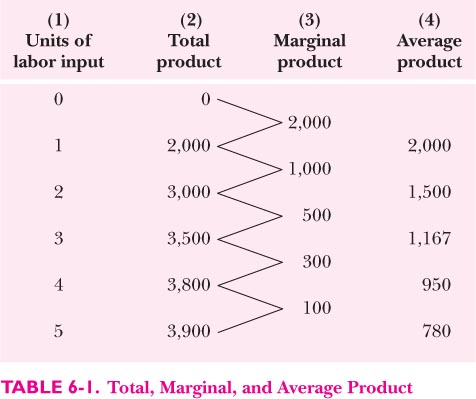 (1) (2) (3) (4)
Units of Total Marginal Average
labor input product product product
0 0
2,000
1 2,000 2,000
1,000
2 3,000 1,500
500
3 3,500 1,167
300
4 3,800 950
100
5 3,900 780
TABLE 6-1. Total, Marginal, and Average Product